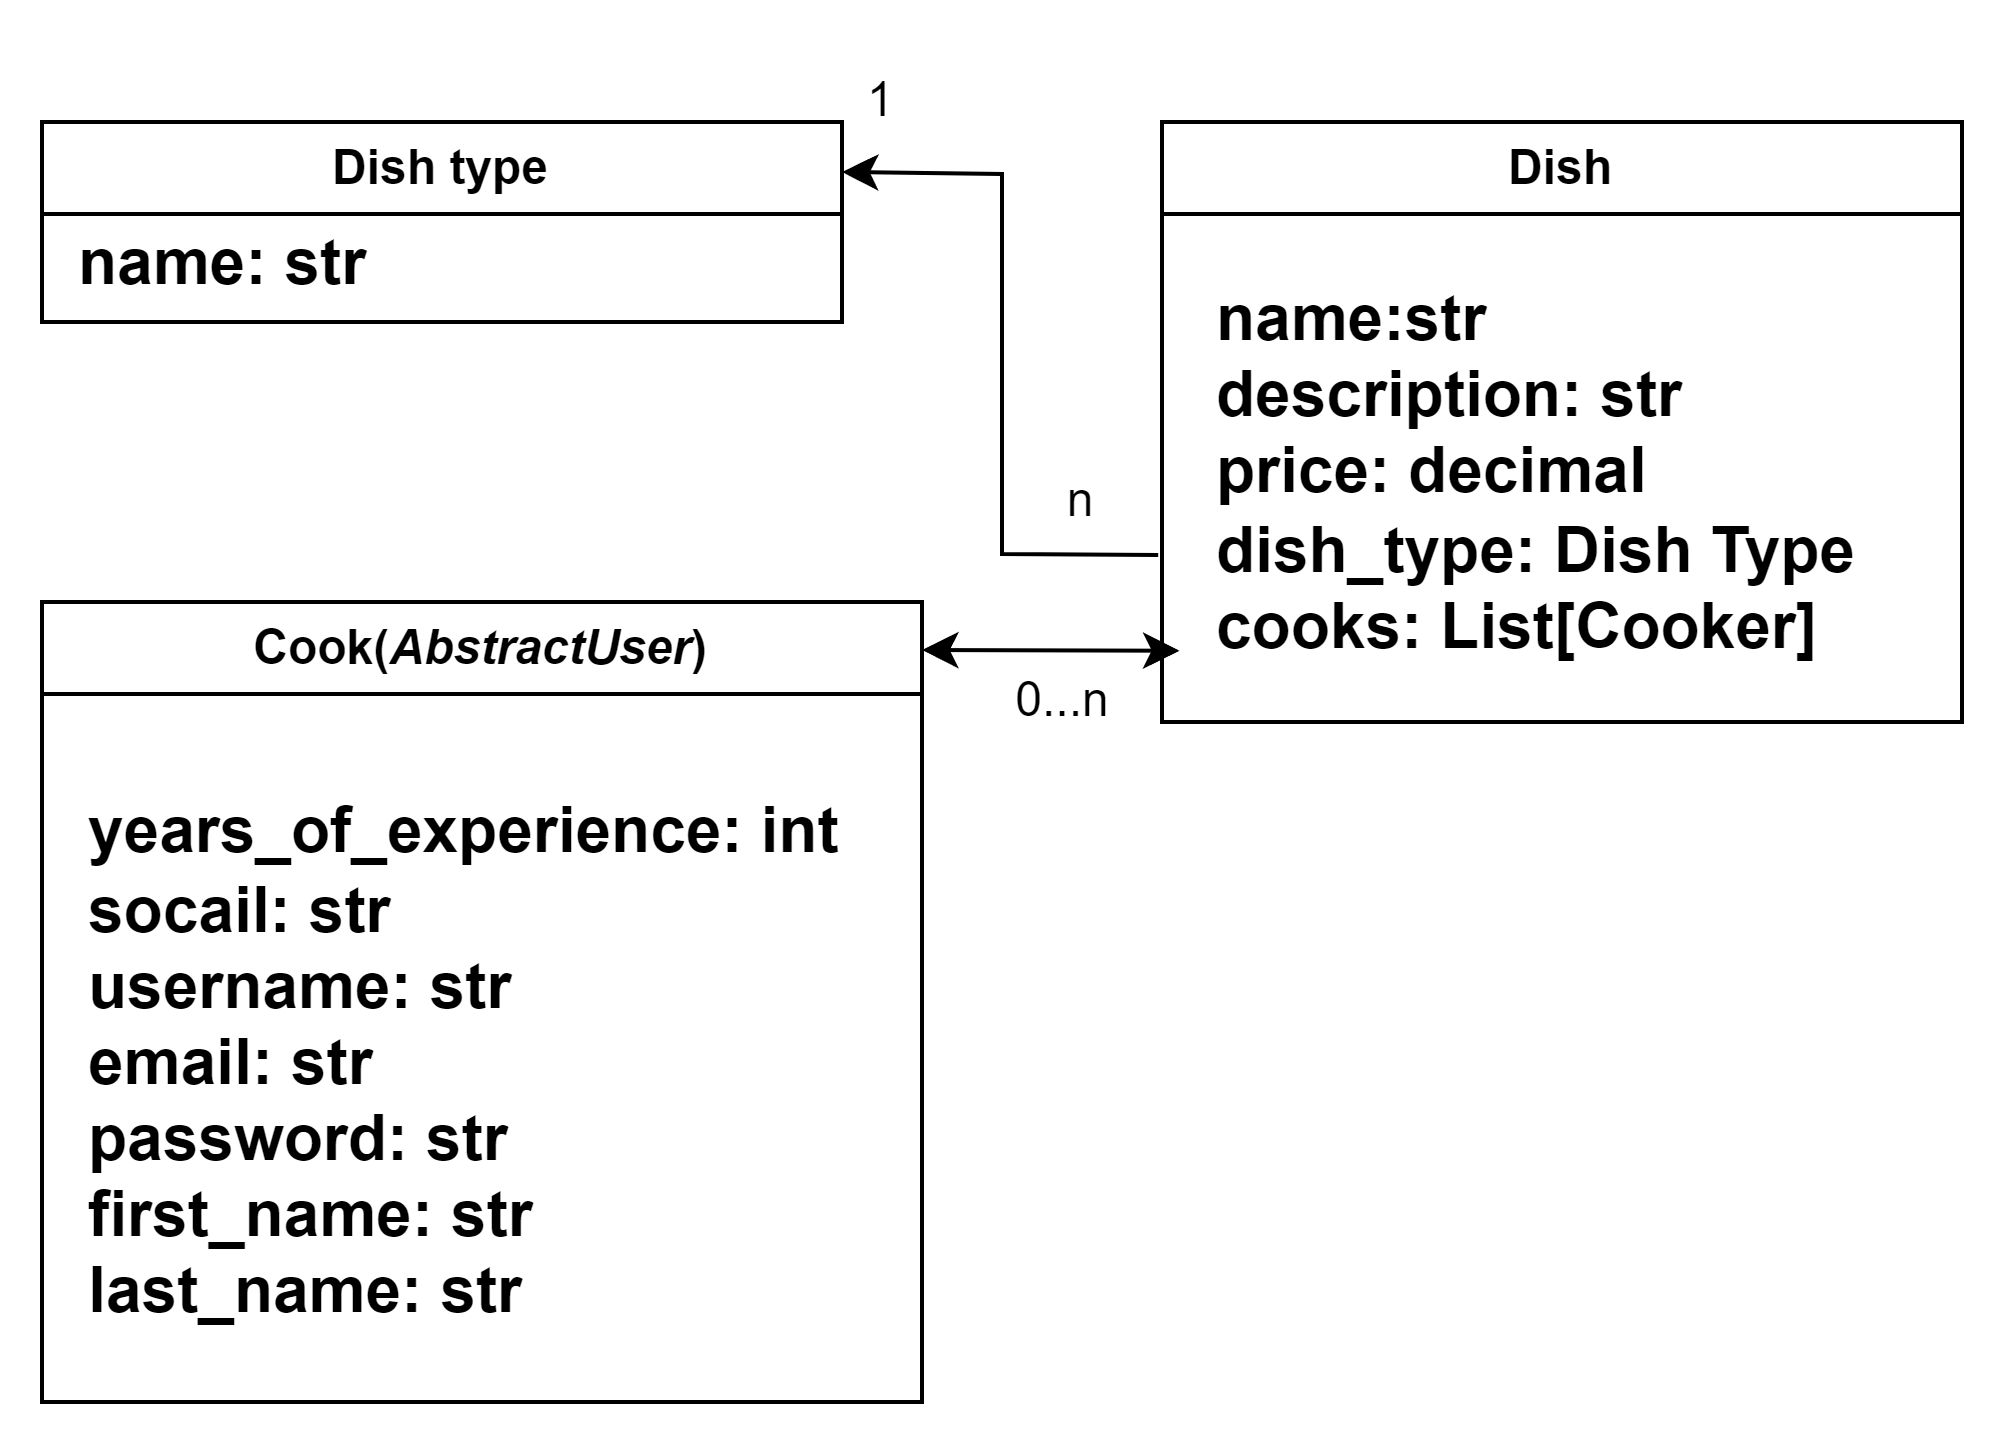 1
Dish type
name: str
Dish
name:str
description: str
price: decimal
dish_type: Dish Type
cooks: List[Cooker]
n
0...n
Cook(AbstractUser)
years_of_experience: int
socail: str
username: str
email: str
password: str
first_name: str
last_name: str